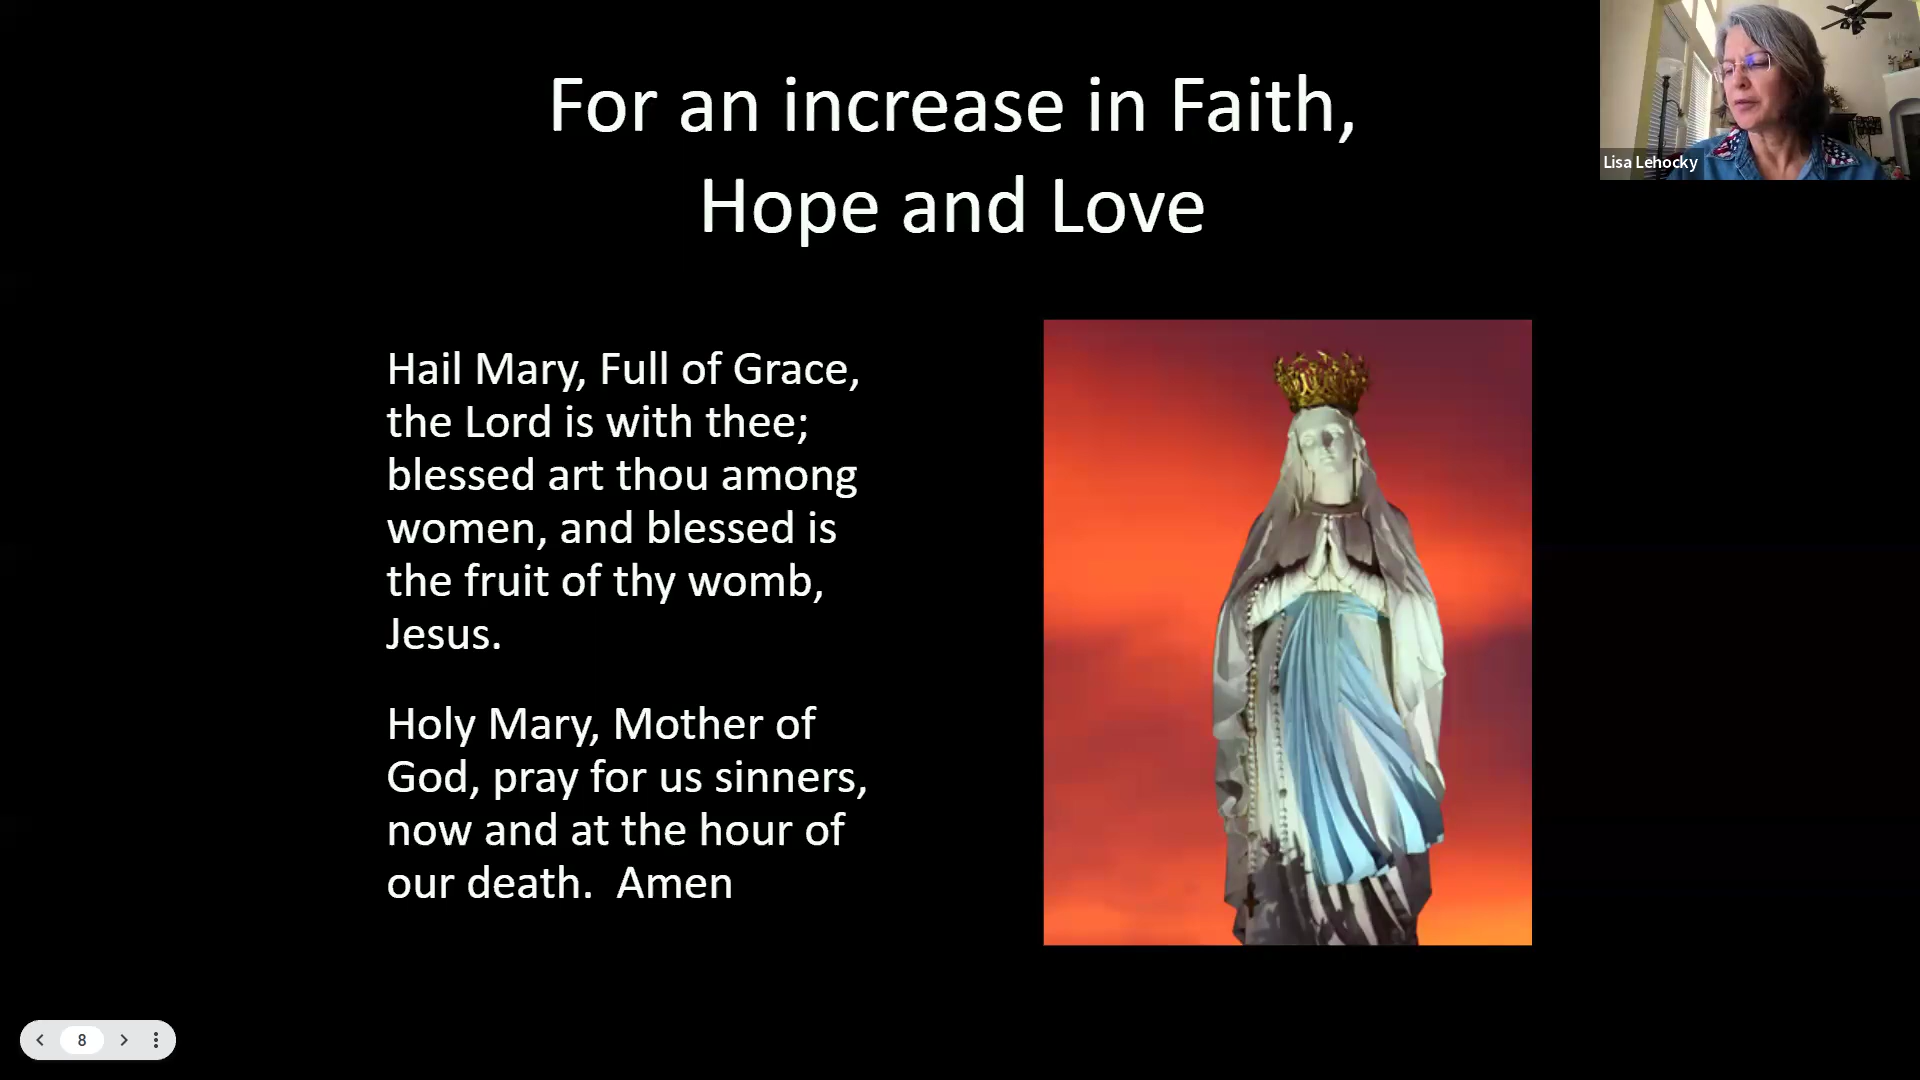 For an increase in Faith,
Hope and Love
Lisa Lehocky
Hail Mary, Full of Grace,
the Lord is with thee;
blessed art thou among
women, and blessed is
the fruit of thy womb,
Jesus.
Holy Mary, Mother of
God, pray for us sinners,
now and at the hour of
our death.  Amen
8